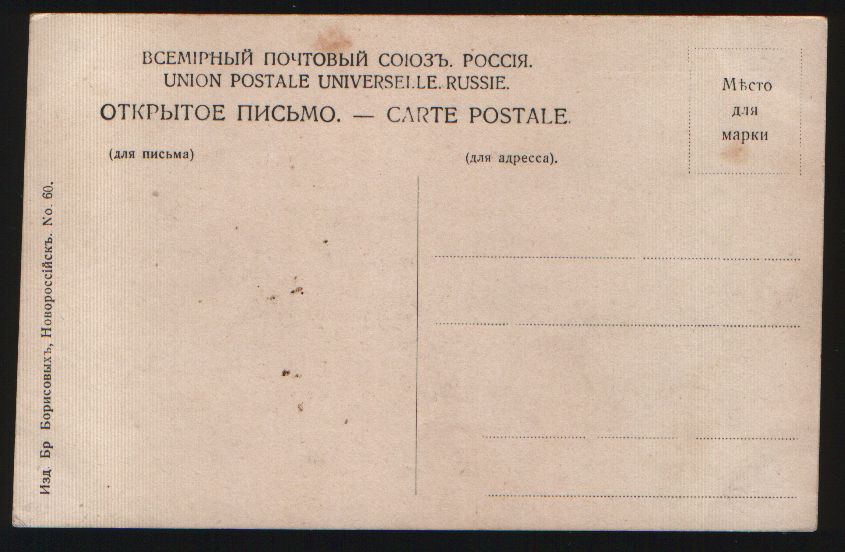 ВСЕМІРНЫЙ ПОЧТОВЫЙ СОЮЗЪ. РОССІЯ.
UNION POSTALE UNIVERSELLE. RUSSIE.
ОТКРЫТОЕ ПИСЬМО. — CARTE POSTALE.
(для письма)
(для адресса).
Мѣсто
для
марки
Изд. Бр Борисовыхъ, Новороссійскъ. No. 60.